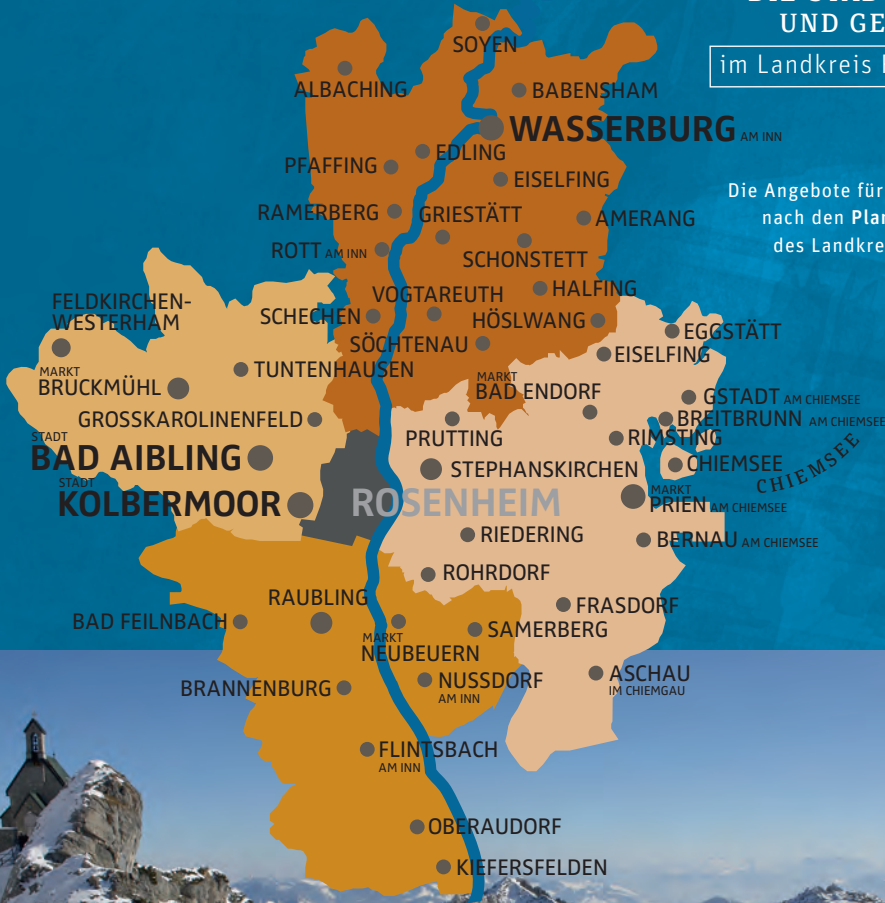 UND GE
im Landkreis
SOYEN
ALBACHING
BABENSHAM
WASSERBURG AM INN
EDLING
PFAFFING
EISELFING
Die Angebote für
nach den Plan
des Landkre
RAMERBERG
GRIESTÄTT
AMERANG
ROTT AM INN
SCHONSTETT
VOGTAREUTH
HALFING
FELDKIRCHEN-
WESTERHAM
SCHECHEN
HÖSLWANG
EGGSTÄTT
SÖCHTENAU
EISELFING
TUNTENHAUSEN
MARKT
BRUCKMÜHL
MARKT
BAD ENDORF
GSTADT AM CHIEMSEE
GROSSKAROLINENFELD
BREITBRUNN AM CHIEMSEE
PRUTTING
RIMSTING
STADT
BAD AIBLING
STEPHANSKIRCHEN
CHIEMSEE
CHIEMSEE
STADT
KOLBERMOOR
ROSENHEIM
MARKT
PRIEN AM CHIEMSEE
RIEDERING
BERNAU AM CHIEMSEE
ROHRDORF
RAUBLING
FRASDORF
BAD FEILNBACH
SAMERBERG
MARKT
NEUBEUERN
ASCHAU
IM CHIEMGAU
BRANNENBURG
NUSSDORF
AM INN
FLINTSBACH
AM INN
OBERAUDORF
KIEFERSFELDEN